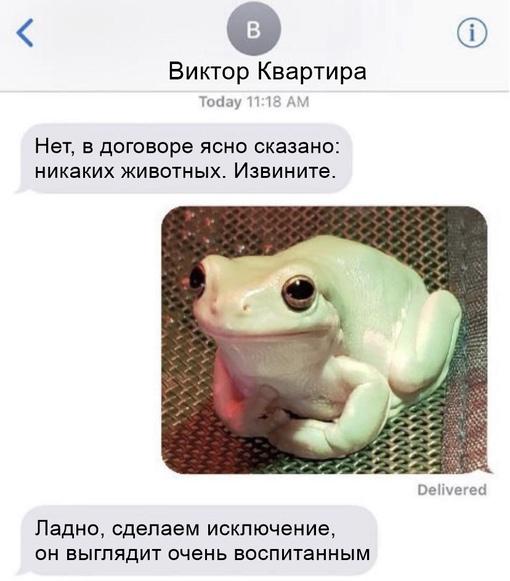 В
Виктор Квартира
Today 11:18 AM
Нет, в договоре ясно сказано:
никаких животных. Извините.
Delivered
Ладно, сделаем исключение,
он выглядит очень воспитанным